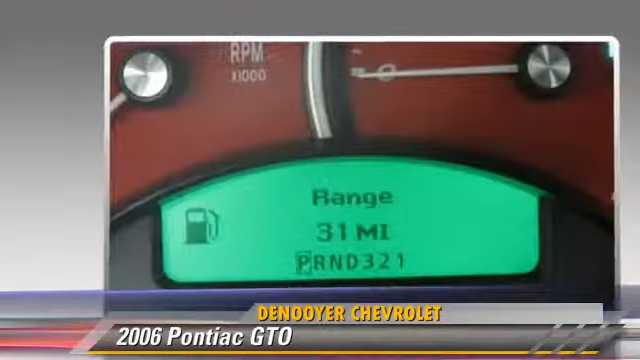 RPM
x1000
Range
31 MI
PRND321
DENOOYER CHEVROLET
2006 Pontiac GTO